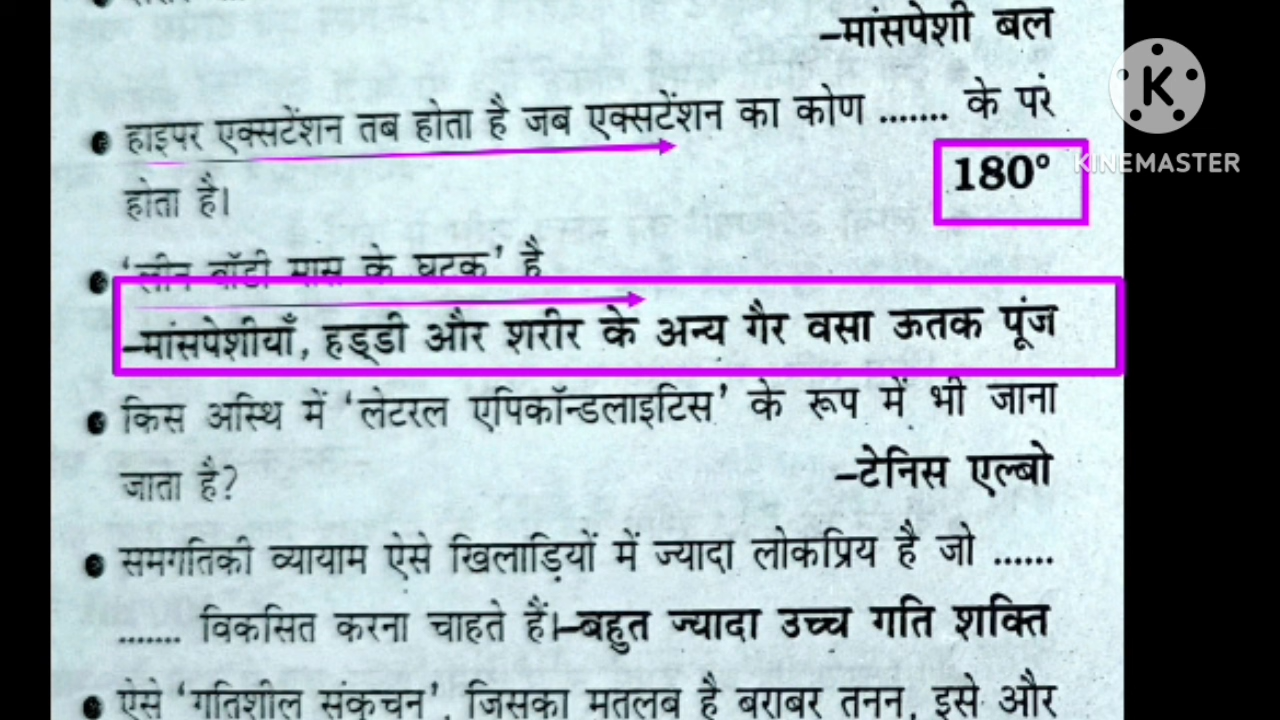 –मांसपेशी बल
हाइपर एक्सटेंशन तब होता है जब एक्सटेंशन का कोण ....... के परे
होता है।
180°
KINEMASTER
'लीन बॉडी मास के घटक' है
–मांसपेशीयाँ, हड्डी और शरीर के अन्य गैर वसा ऊतक पूंज
किस अस्थि में 'लेटरल एपिकॉन्डलाइटिस' के रूप में भी जाना
जाता है?
–टेनिस एल्बो
समगतिकी व्यायाम ऐसे खिलाड़ियों में ज्यादा लोकप्रिय है जो ......
....... विकसित करना चाहते हैं।–बहुत ज्यादा उच्च गति शक्ति
ऐसे 'गतिशील संकुचन', जिसका मतलब है बराबर तनन, इसे और